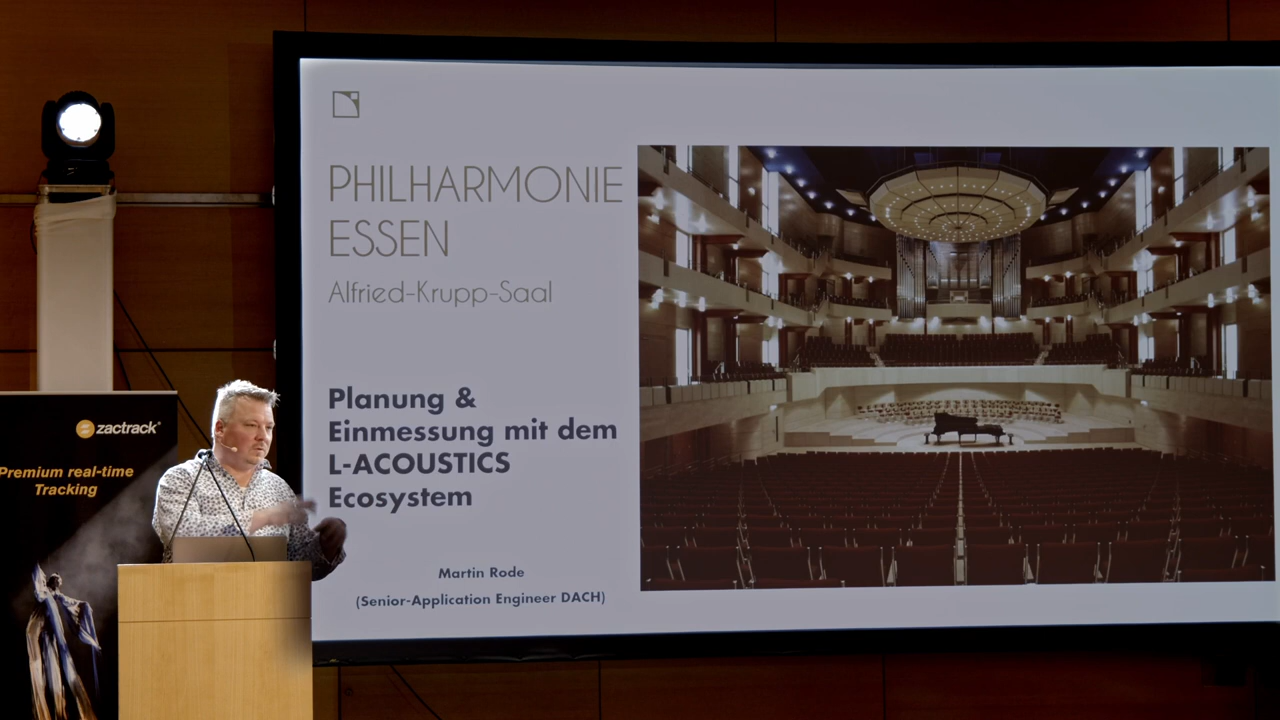 PHILHARMONIE
ESSEN
Alfried-Krupp-Saal
Planung &
Einmessung mit dem
L-ACOUSTICS
Ecosystem
Martin Rode
(Senior-Application Engineer DACH)
zactrack®
Premium real-time
Tracking